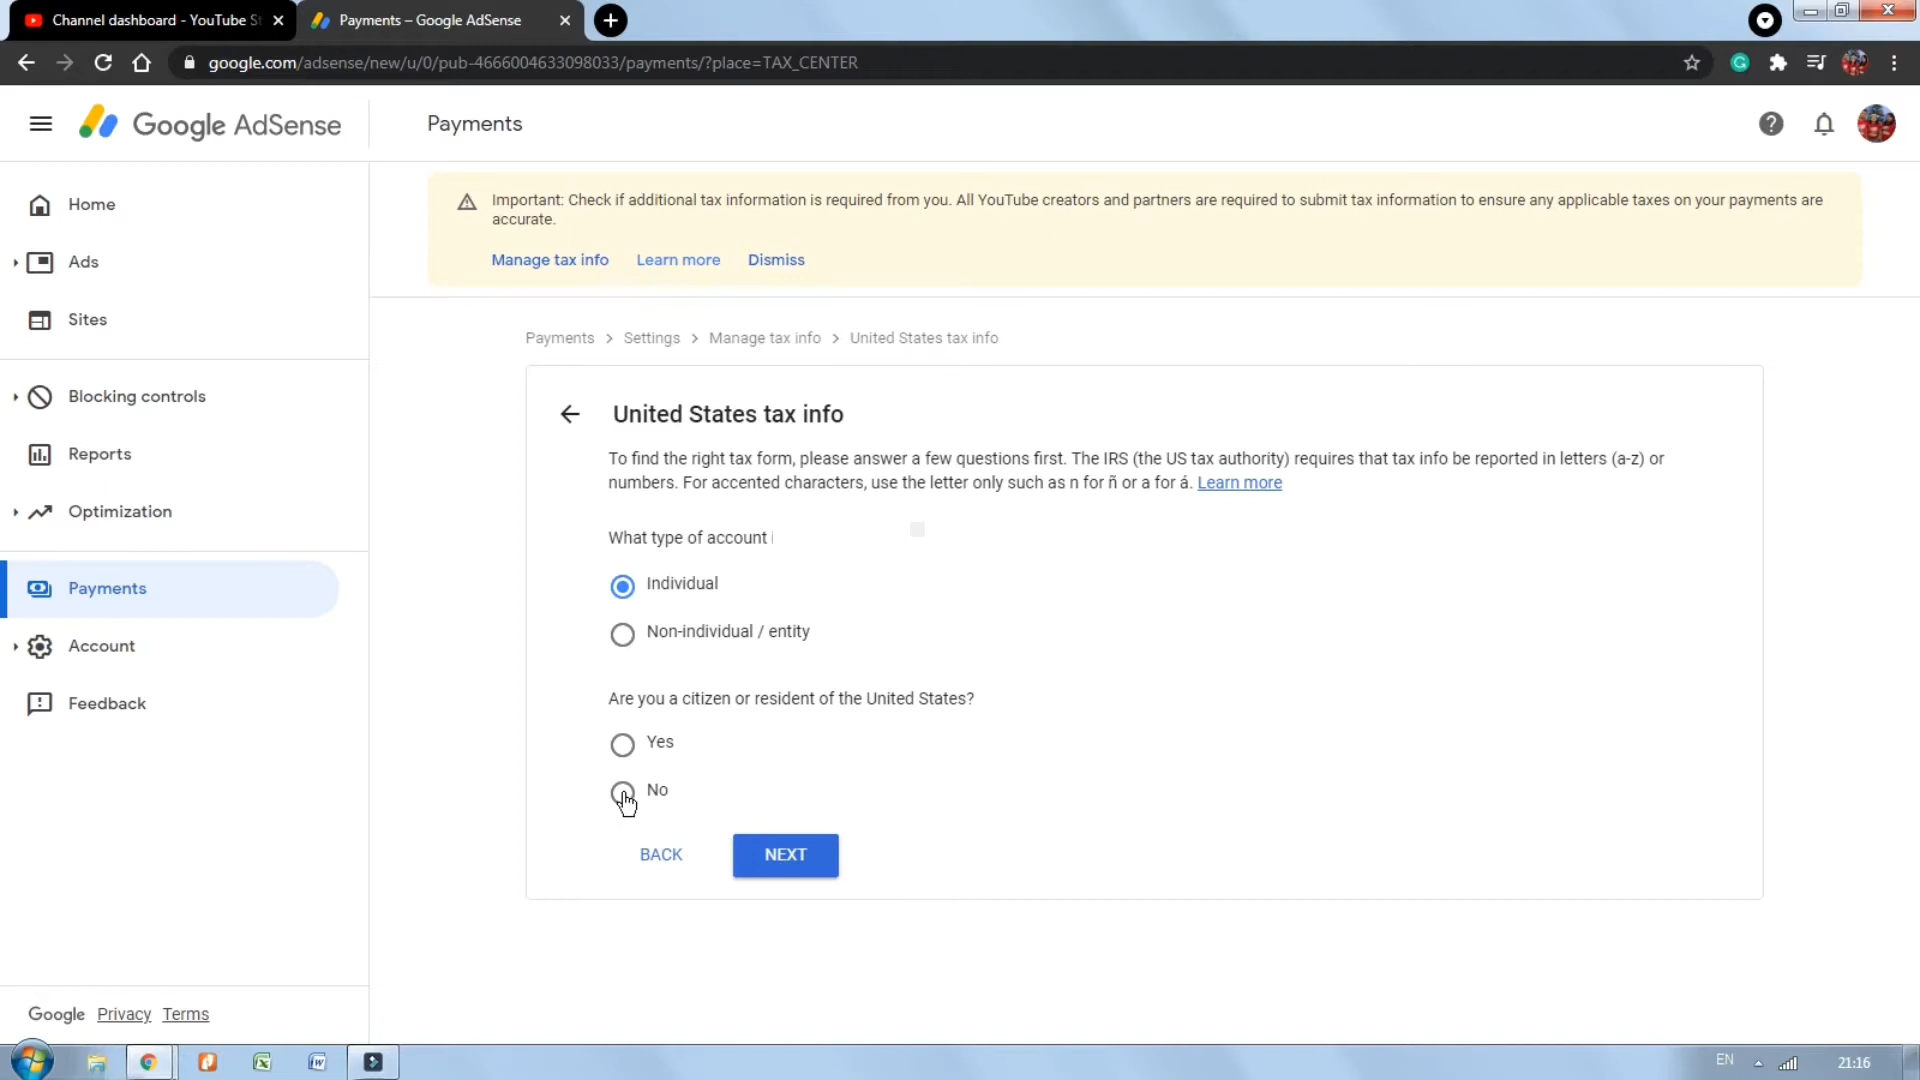 Channel dashboard - YouTube St
Payments – Google AdSense
google.com/adsense/new/u/0/pub-4666004633098033/payments/?place=TAX_CENTER
Google AdSense
Payments
Home
Ads
Sites
Blocking controls
Reports
Optimization
Payments
Account
Feedback
Google Privacy Terms
Important: Check if additional tax information is required from you. All YouTube creators and partners are required to submit tax information to ensure any applicable taxes on your payments are
accurate.
Manage tax info Learn more Dismiss
Payments > Settings > Manage tax info > United States tax info
United States tax info
To find the right tax form, please answer a few questions first. The IRS (the US tax authority) requires that tax info be reported in letters (a-z) or
numbers. For accented characters, use the letter only such as n for ñ or a for á. Learn more
What type of account
Individual
Non-individual / entity
Are you a citizen or resident of the United States?
Yes
No
BACK NEXT
EN 21:16